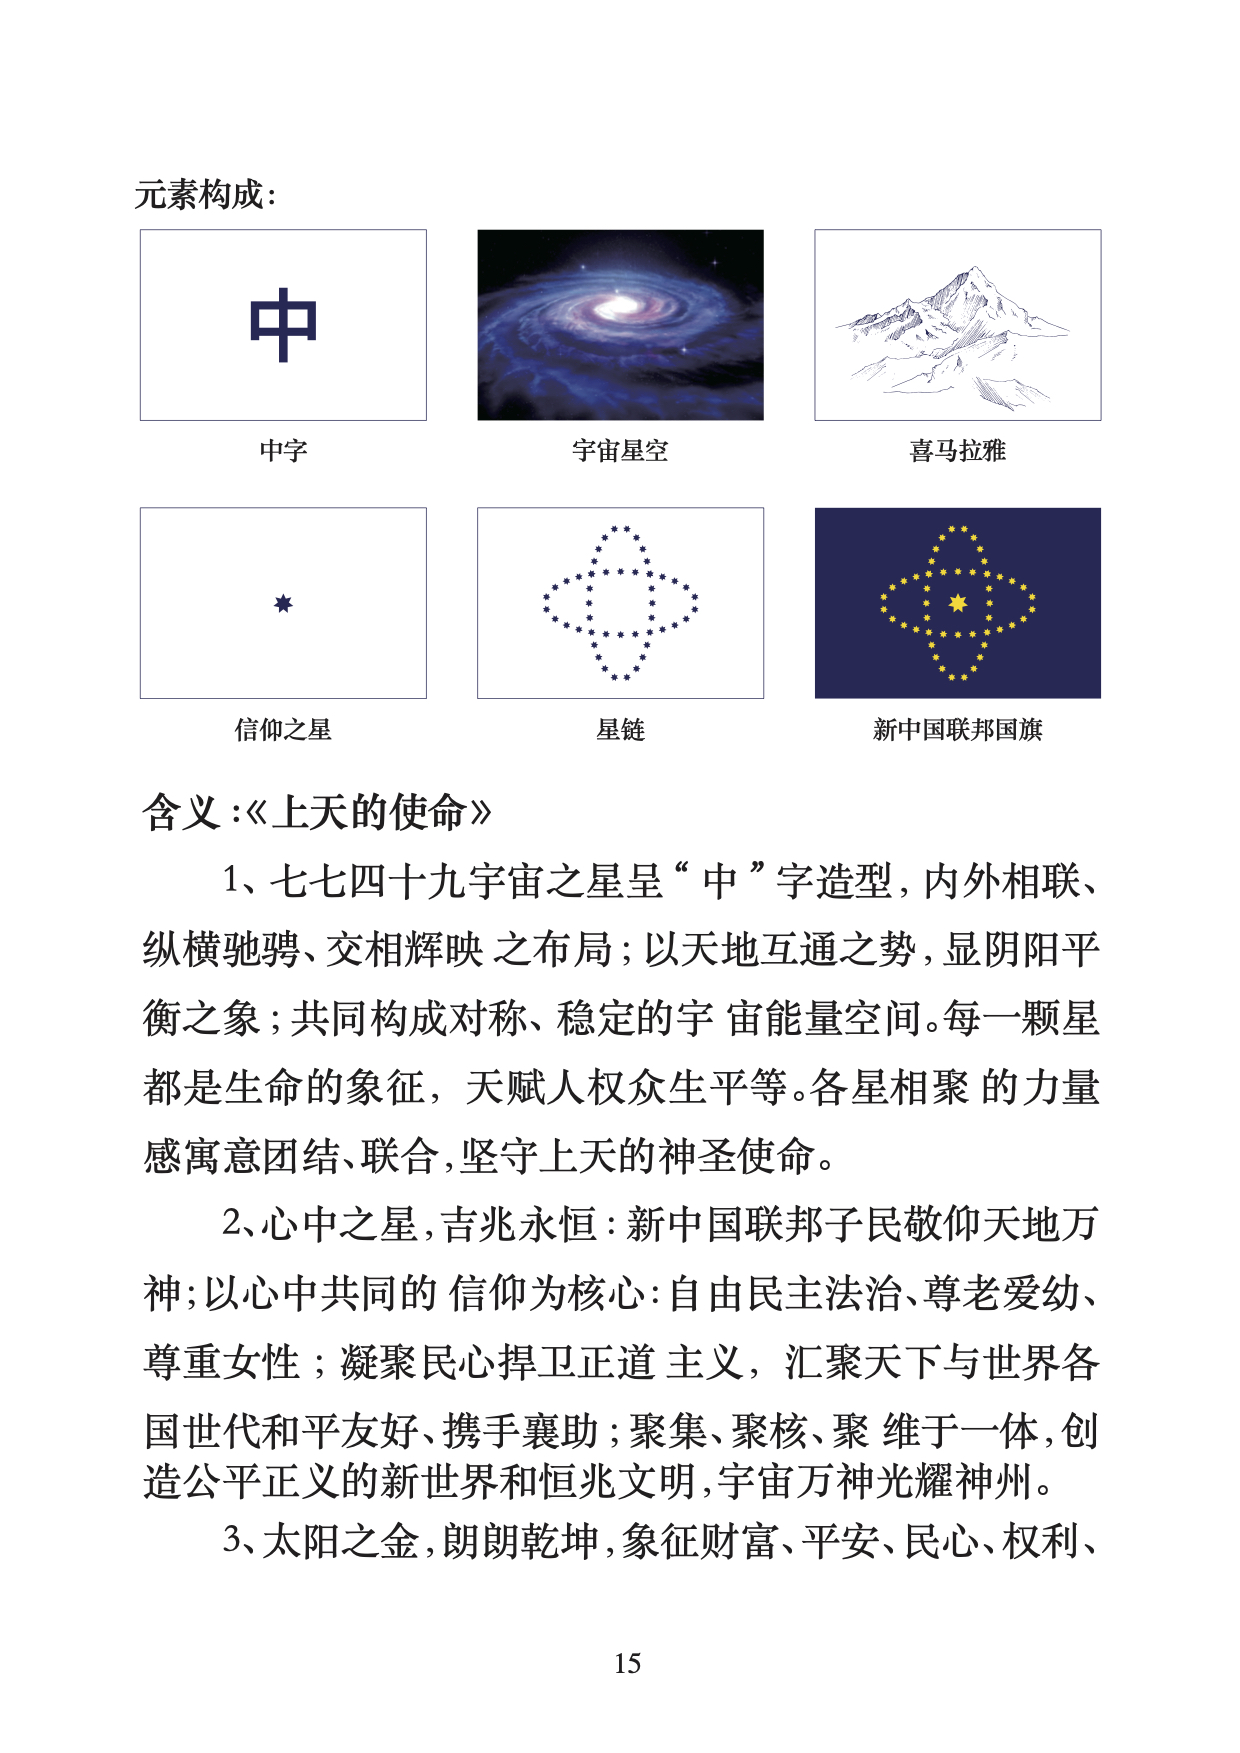 元素构成：
中
中字
宇宙星空
喜马拉雅
信仰之星
星链
新中国联邦国旗
含义：《上天的使命》
1、七七四十九宇宙之星呈“中”字造型，内外相联、
纵横驰骋、交相辉映 之布局；以天地互通之势，显阴阳平
衡之象；共同构成对称、稳定的宇 宙能量空间。每一颗星
都是生命的象征，天赋人权众生平等。各星相聚 的力量
感寓意团结、联合，坚守上天的神圣使命。
2、心中之星，吉兆永恒：新中国联邦子民敬仰天地万
神；以心中共同的 信仰为核心：自由民主法治、尊老爱幼、
尊重女性；凝聚民心捍卫正道 主义，汇聚天下与世界各
国世代和平友好、携手襄助；聚集、聚核、聚 维于一体，创
造公平正义的新世界和恒兆文明，宇宙万神光耀神州。
3、太阳之金，朗朗乾坤，象征财富、平安、民心、权利、
15